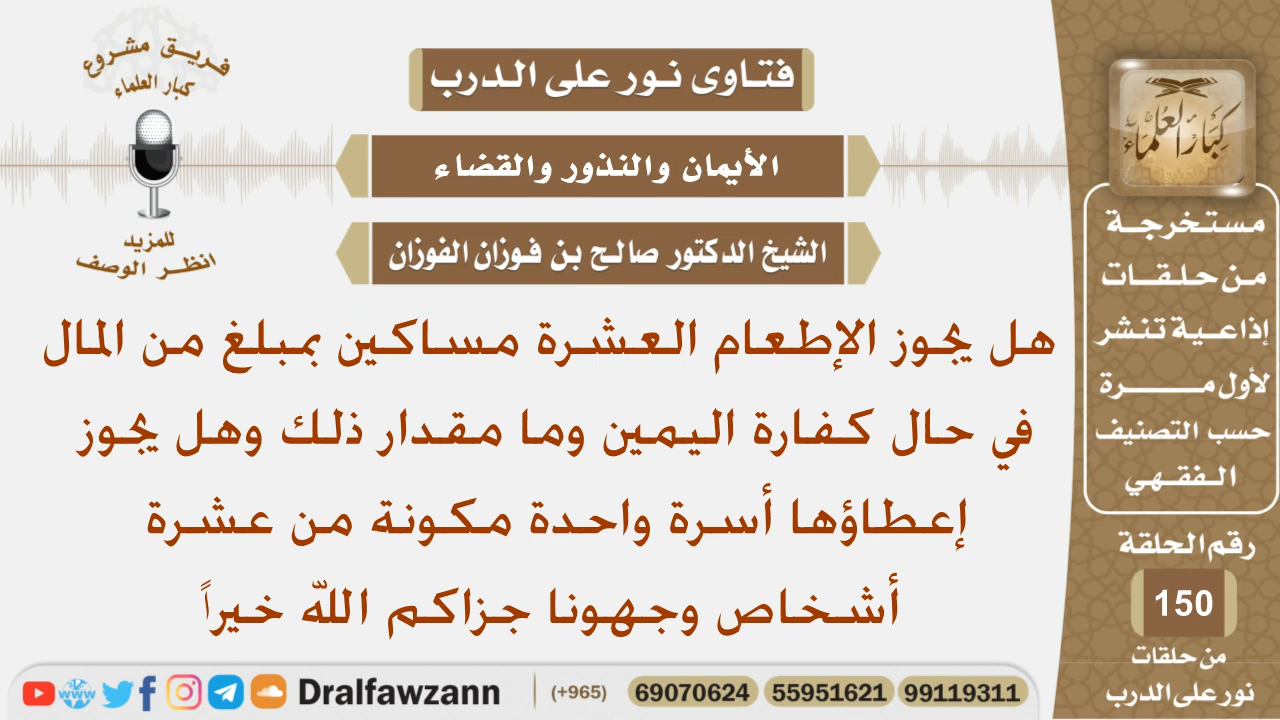 فريق مشروع
كبار العلماء
للمزيد
انظر الوصف
فتاوى نور على الدرب
الأيمان والنذور والقضاء
الشيخ الدكتور صالح بن فوزان الفوزان
هل يجوز الإطعام العشرة مساكين بمبلغ من المال
في حال كفارة اليمين وما مقدار ذلك وهل يجوز
إعطاؤها أسرة واحدة مكونة من عشرة
أشخاص وجهونا جزاكم الله خيراً
كبار العلماء
مستخرجة
من حلقات
إذاعية تنشر
لأول مرة
حسب التصنيف
الفقهي
رقم الحلقة
150
من حلقات
نور على الدرب
www Dralfawzann (+965) 69070624 55951621 99119311